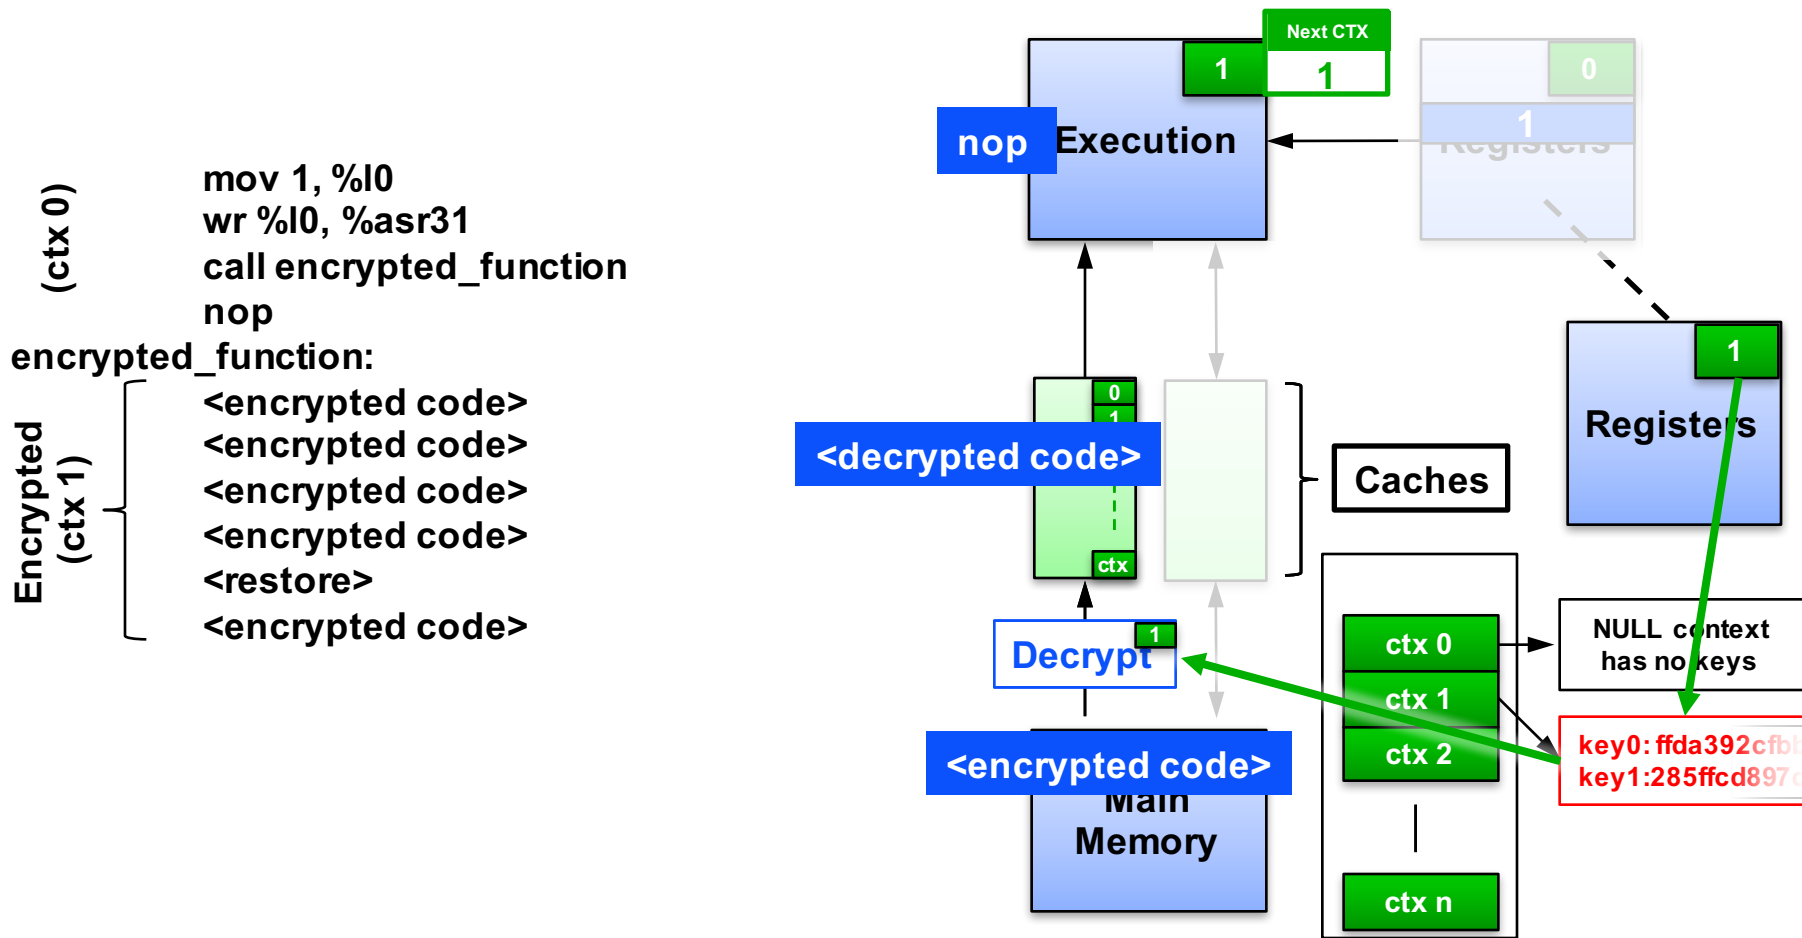 (ctx 0)
mov 1, %l0
wr %l0, %asr31
call encrypted_function
nop
encrypted_function:
Encrypted
(ctx 1)
<encrypted code>
<encrypted code>
<encrypted code>
<encrypted code>
<restore>
<encrypted code>
Next CTX
1
1
nop
Execution
0
1
Registers
1
Registers
0
1
<decrypted code>
ctx
Caches
Decrypt
1
<encrypted code>
Main
Memory
ctx 0
ctx 1
ctx 2
ctx n
NULL context
has no keys
key0: ffda392cfbb
key1:285ffcd897